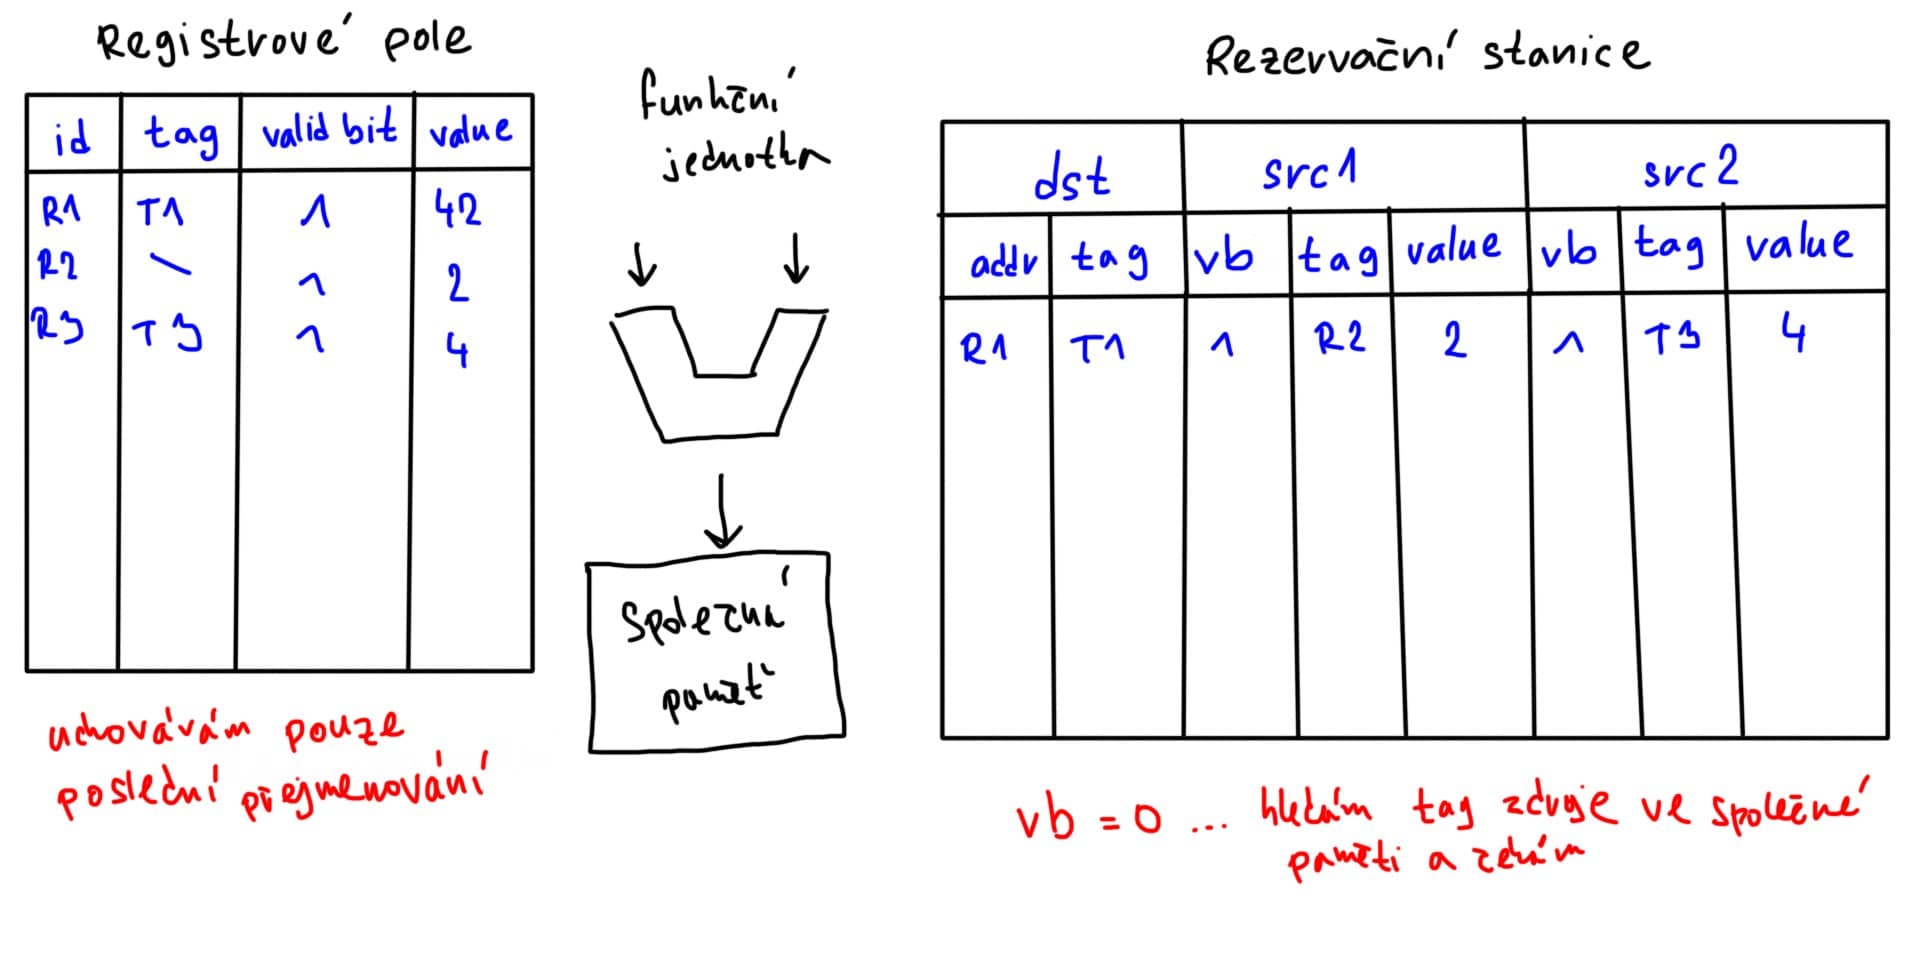 Registrové pole
id tag valid bit value
R1 T1 1 42
R2 \ 1 2
R3 T3 1 4
uchovávám pouze
poslední přejmenování
funkční
jednotka
Společná
paměť
Rezervační stanice
dst src1 src2
addr tag vb tag value vb tag value
R1 T1 1 R2 2 1 T3 4
vb = 0 ... hledám tag zdroje ve společné
paměti a čekám